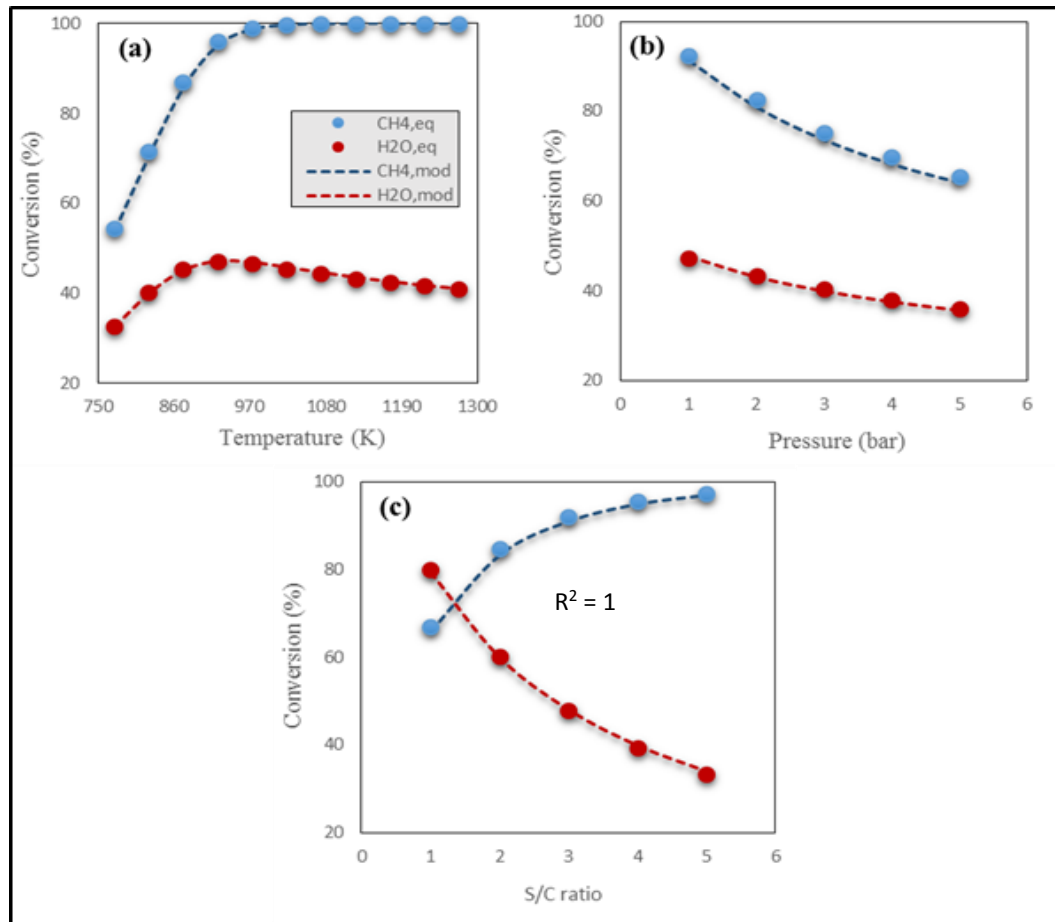 (a)
Conversion (%)
100
80
60
40
20
CH4,eq
H2O,eq
CH4,mod
H2O,mod
750 860 970 1080 1190 1300
Temperature (K)
(b)
Conversion (%)
100
80
60
40
20
0 1 2 3 4 5 6
Pressure (bar)
(c)
Conversion (%)
100
80
60
40
20
R² = 1
0 1 2 3 4 5 6
S/C ratio